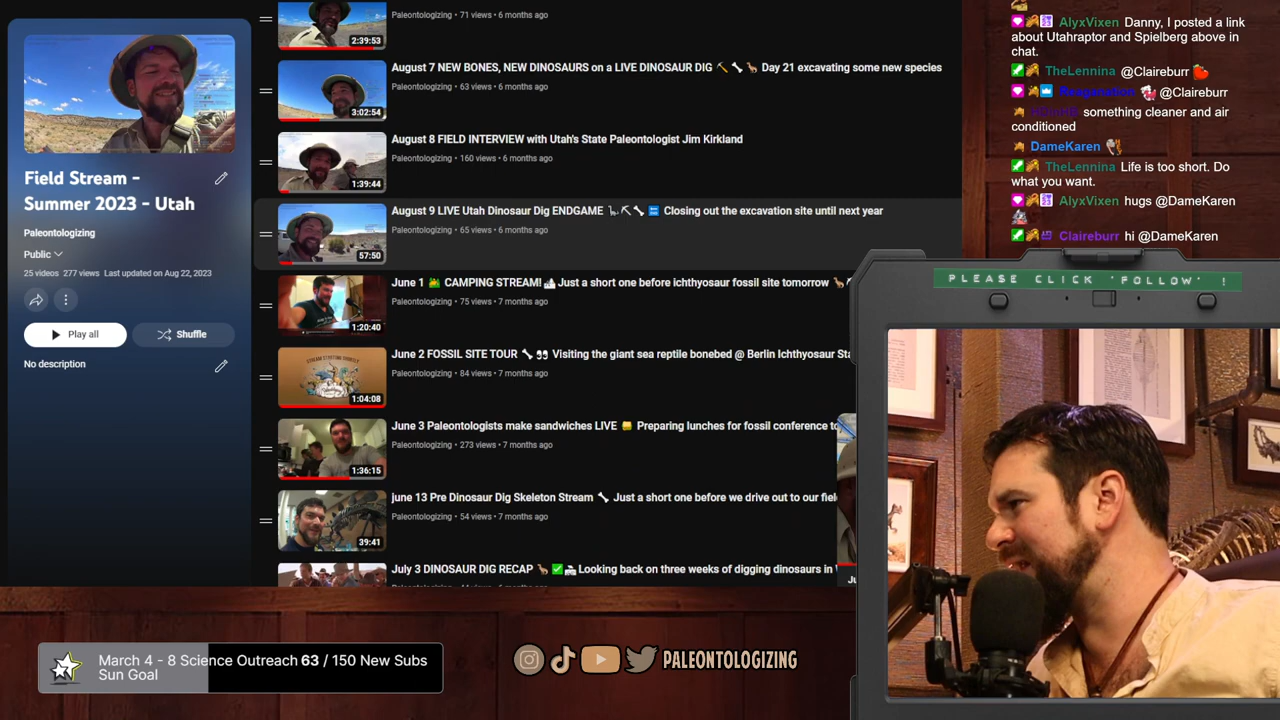 Field Stream -
Summer 2023 - Utah
Paleontologizing
Public
25 videos 277 views Last updated on Aug 22, 2023
Play all
Shuffle
No description
Paleontologizing • 71 views • 6 months ago
2:39:53
August 7 NEW BONES, NEW DINOSAURS on a LIVE DINOSAUR DIG ⛏️ 🦴 🦕 Day 21 excavating some new species
Paleontologizing • 63 views • 6 months ago
3:02:54
August 8 FIELD INTERVIEW with Utah's State Paleontologist Jim Kirkland
Paleontologizing • 160 views • 6 months ago
1:39:44
August 9 LIVE Utah Dinosaur Dig ENDGAME 🦕⛏️🦴🔚 Closing out the excavation site until next year
Paleontologizing • 65 views • 6 months ago
57:50
June 1 🏕️ CAMPING STREAM! Just a short one before ichthyosaur fossil site tomorrow
Paleontologizing • 75 views • 7 months ago
1:20:40
June 2 FOSSIL SITE TOUR 🦴 👀 Visiting the giant sea reptile bonebed @ Berlin Ichthyosaur Sta
Paleontologizing • 84 views • 7 months ago
1:04:08
June 3 Paleontologists make sandwiches LIVE 🥪 Preparing lunches for fossil conference to
Paleontologizing • 273 views • 7 months ago
1:36:15
June 13 Pre Dinosaur Dig Skeleton Stream 🦴 Just a short one before we drive out to our fiel
Paleontologizing • 54 views • 7 months ago
39:41
July 3 DINOSAUR DIG RECAP 🦕 ✅ Looking back on three weeks of digging dinosaurs in
Ju
AlyxVixen Danny, I posted a link
about Utahraptor and Spielberg above in
chat.
TheLennina @Claireburr 🍅
@Claireburr
something cleaner and air
conditioned
DameKaren
TheLennina Life is too short. Do
what you want.
AlyxVixen hugs @DameKaren
Claireburr hi @DameKaren
PLEASE CLICK 'FOLLOW' !
March 4 - 8 Science Outreach 63 / 150 New Subs
Sun Goal
PALEONTOLOGIZING